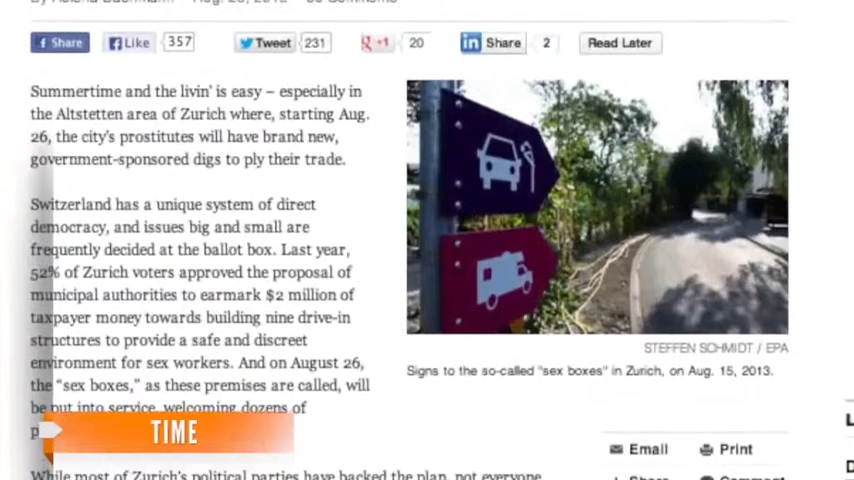 Share
Like
357
Tweet
231
+1
20
in Share
2
Read Later
Summertime and the livin' is easy – especially in
the Altstetten area of Zurich where, starting Aug.
26, the city's prostitutes will have brand new,
government-sponsored digs to ply their trade.
Switzerland has a unique system of direct
democracy, and issues big and small are
frequently decided at the ballot box. Last year,
52% of Zurich voters approved the proposal of
municipal authorities to earmark $2 million of
taxpayer money towards building nine drive-in
structures to provide a safe and discreet
environment for sex workers. And on August 26,
the "sex boxes," as these premises are called, will
be put into service, welcoming dozens of
STEFFEN SCHMIDT / EPA
Signs to the so-called "sex boxes" in Zurich, on Aug. 15, 2013.
TIME
Email
Print
Share
Comment
While most of Zurich's political parties have backed the plan, not everyone